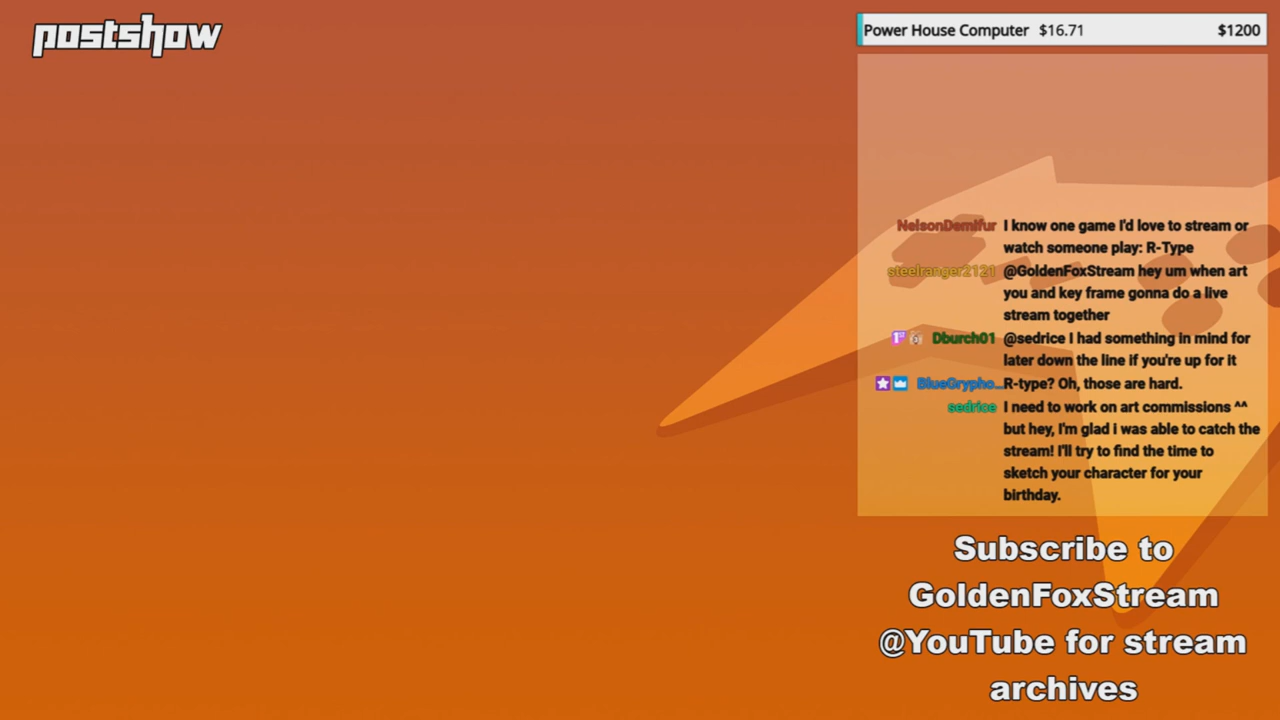 postshow
Power House Computer $16.71 $1200
NelsonDemifur I know one game I'd love to stream or
watch someone play: R-Type
steelranger2121 @GoldenFoxStream hey um when art
you and key frame gonna do a live
stream together
Dburch01 @sedrice I had something in mind for
later down the line if you're up for it
BlueGrypho... R-type? Oh, those are hard.
sedrice I need to work on art commissions ^^
but hey, I'm glad i was able to catch the
stream! I'll try to find the time to
sketch your character for your
birthday.
Subscribe to
GoldenFoxStream
@YouTube for stream
archives